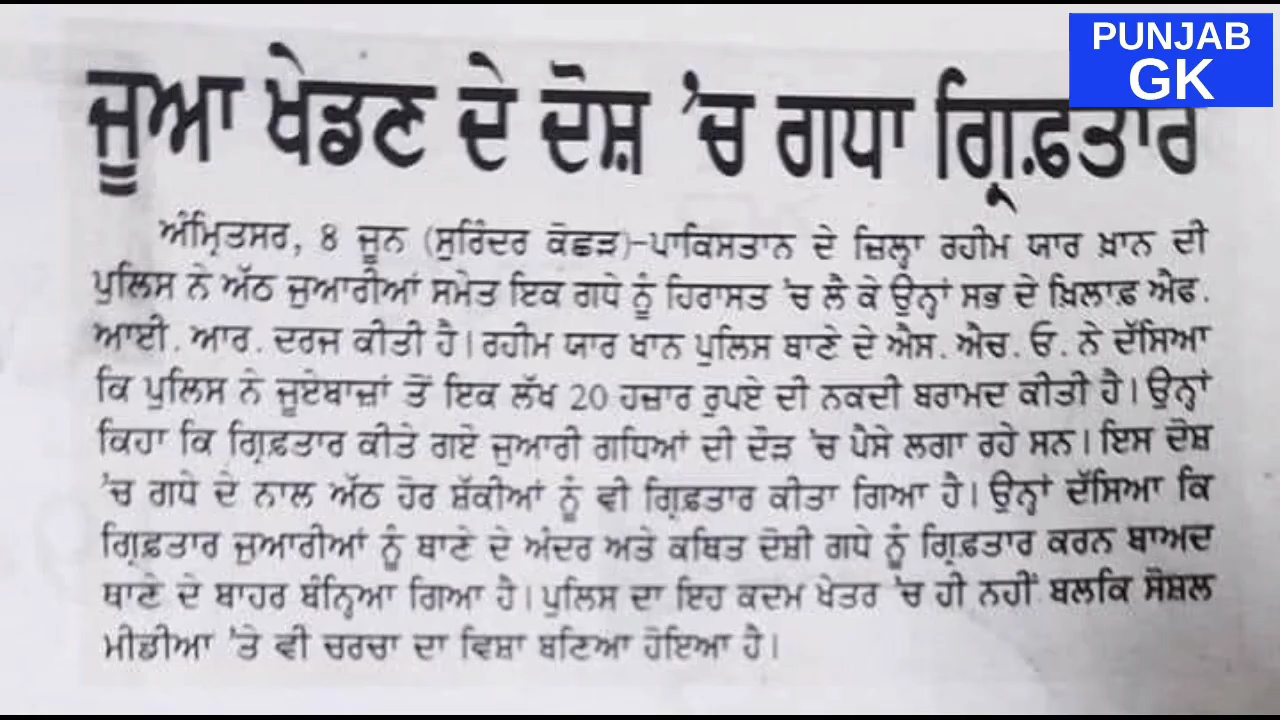 PUNJAB
GK
ਜੂਆ ਖੇਡਣ ਦੇ ਦੋਸ਼ 'ਚ ਗਧਾ ਗ੍ਰਿਫ਼ਤਾਰ
ਅੰਮ੍ਰਿਤਸਰ, 8 ਜੂਨ (ਸੁਰਿੰਦਰ ਕੋਛੜ)-ਪਾਕਿਸਤਾਨ ਦੇ ਜ਼ਿਲ੍ਹਾ ਰਹੀਮ ਯਾਰ ਖ਼ਾਨ ਦੀ
ਪੁਲਿਸ ਨੇ ਅੱਠ ਜੁਆਰੀਆਂ ਸਮੇਤ ਇਕ ਗਧੇ ਨੂੰ ਹਿਰਾਸਤ 'ਚ ਲੈ ਕੇ ਉਨ੍ਹਾਂ ਸਭ ਦੇ ਖ਼ਿਲਾਫ਼ ਐਫ.
ਆਈ. ਆਰ. ਦਰਜ ਕੀਤੀ ਹੈ। ਰਹੀਮ ਯਾਰ ਖਾਨ ਪੁਲਿਸ ਥਾਣੇ ਦੇ ਐਸ. ਐਚ. ਓ. ਨੇ ਦੱਸਿਆ
ਕਿ ਪੁਲਿਸ ਨੇ ਜੂਏਬਾਜ਼ਾਂ ਤੋਂ ਇਕ ਲੱਖ 20 ਹਜ਼ਾਰ ਰੁਪਏ ਦੀ ਨਕਦੀ ਬਰਾਮਦ ਕੀਤੀ ਹੈ। ਉਨ੍ਹਾਂ
ਕਿਹਾ ਕਿ ਗ੍ਰਿਫ਼ਤਾਰ ਕੀਤੇ ਗਏ ਜੁਆਰੀ ਗਧਿਆਂ ਦੀ ਦੌੜ 'ਚ ਪੈਸੇ ਲਗਾ ਰਹੇ ਸਨ। ਇਸ ਦੋਸ਼
'ਚ ਗਧੇ ਦੇ ਨਾਲ ਅੱਠ ਹੋਰ ਸ਼ੱਕੀਆਂ ਨੂੰ ਵੀ ਗ੍ਰਿਫ਼ਤਾਰ ਕੀਤਾ ਗਿਆ ਹੈ। ਉਨ੍ਹਾਂ ਦੱਸਿਆ ਕਿ
ਗ੍ਰਿਫ਼ਤਾਰ ਜੁਆਰੀਆਂ ਨੂੰ ਥਾਣੇ ਦੇ ਅੰਦਰ ਅਤੇ ਕਥਿਤ ਦੋਸ਼ੀ ਗਧੇ ਨੂੰ ਗ੍ਰਿਫ਼ਤਾਰ ਕਰਨ ਬਾਅਦ
ਥਾਣੇ ਦੇ ਬਾਹਰ ਬੰਨ੍ਹਿਆ ਗਿਆ ਹੈ। ਪੁਲਿਸ ਦਾ ਇਹ ਕਦਮ ਖੇਤਰ 'ਚ ਹੀ ਨਹੀਂ ਬਲਕਿ ਸੋਸ਼ਲ
ਮੀਡੀਆ 'ਤੇ ਵੀ ਚਰਚਾ ਦਾ ਵਿਸ਼ਾ ਬਣਿਆ ਹੋਇਆ ਹੈ।